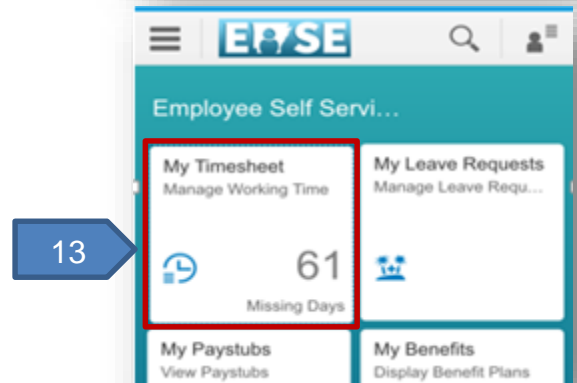 EASE
Employee Self Servi...
My Timesheet
Manage Working Time
61
Missing Days
My Leave Requests
Manage Leave Requ...
13
My Paystubs
View Paystubs
My Benefits
Display Benefit Plans